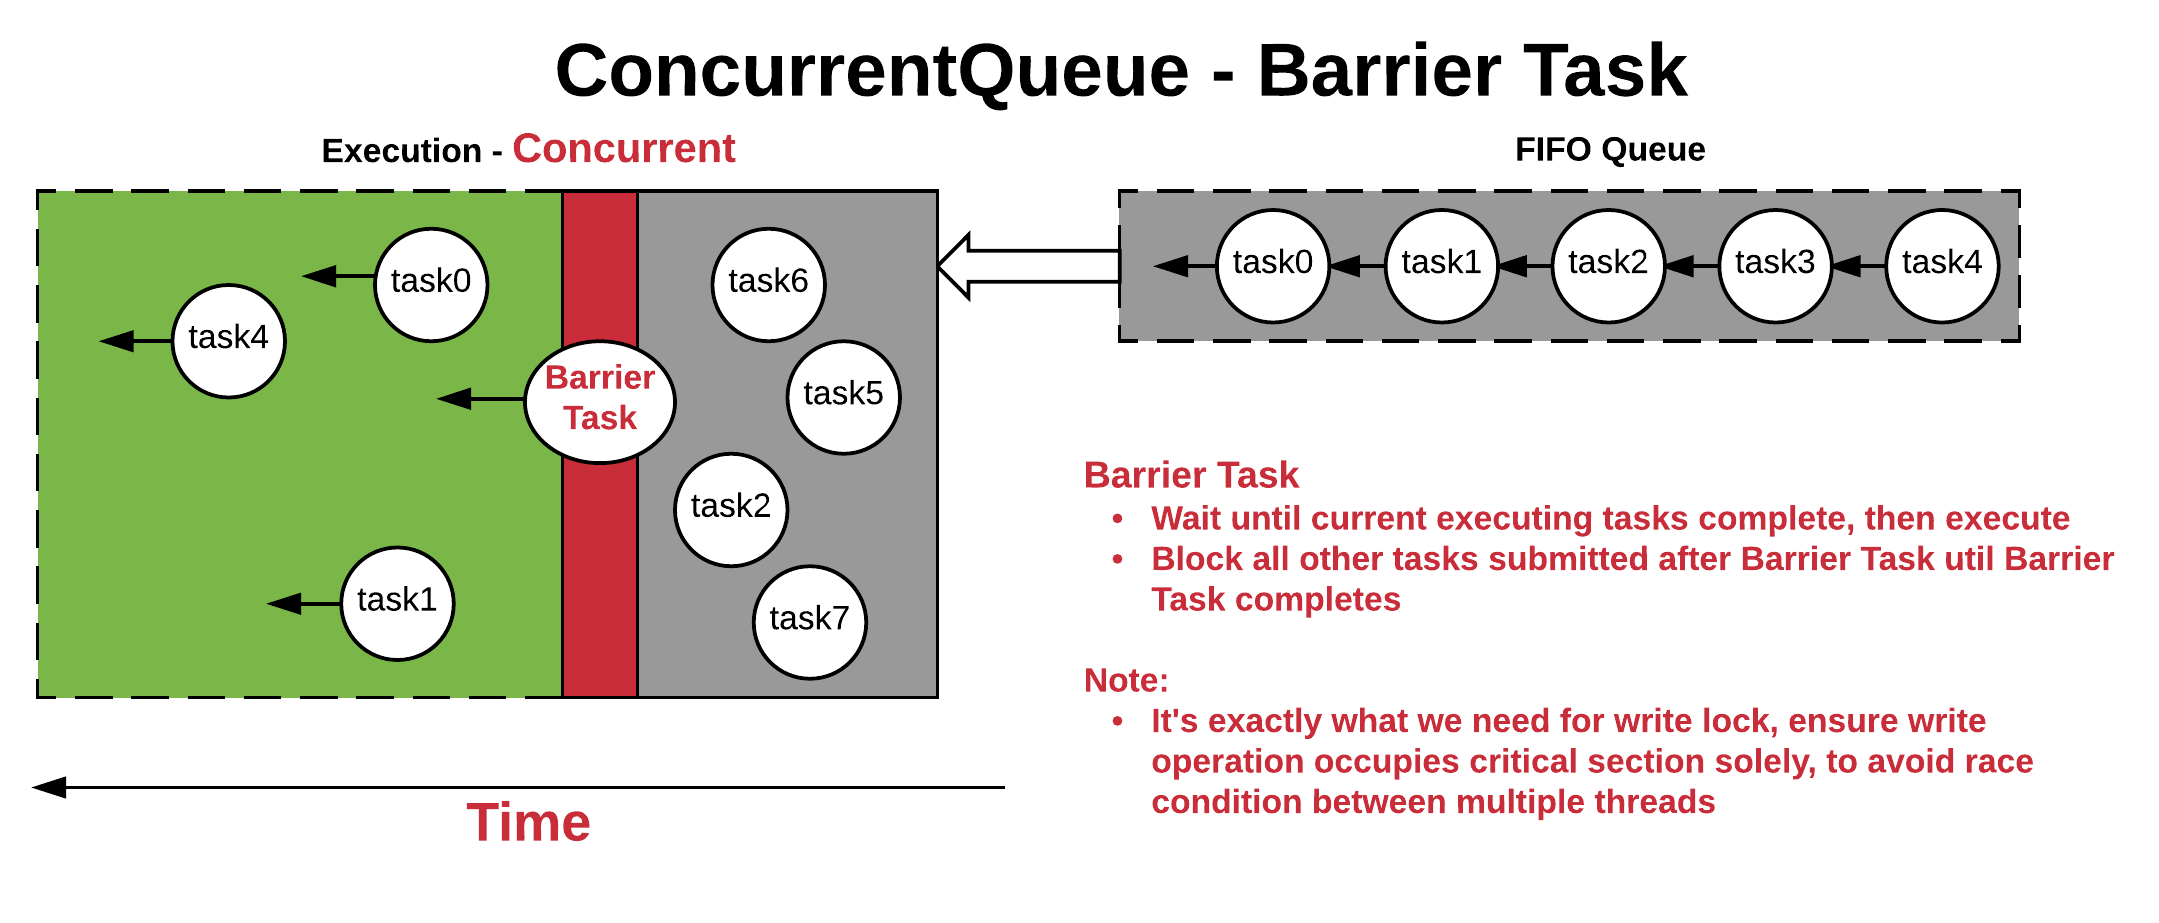 ConcurrentQueue - Barrier Task
Execution - Concurrent
FIFO Queue
task0
task4
Barrier
Task
task1
task6
task5
task2
task7
task0
task1
task2
task3
task4
Barrier Task
• Wait until current executing tasks complete, then execute
• Block all other tasks submitted after Barrier Task util Barrier
Task completes
Note:
• It's exactly what we need for write lock, ensure write
operation occupies critical section solely, to avoid race
condition between multiple threads
Time